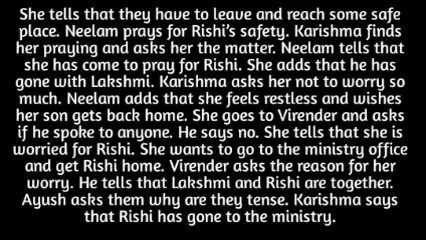 She tells that they have to leave and reach some safe
place. Neelam prays for Rishi's safety. Karishma finds
her praying and asks her the matter. Neelam tells that
she has come to pray for Rishi. She adds that he has
gone with Lakshmi. Karishma asks her not to worry so
much. Neelam adds that she feels restless and wishes
her son gets back home. She goes to Virender and asks
if he spoke to anyone. He says no. She tells that she is
worried for Rishi. She wants to go to the ministry office
and get Rishi home. Virender asks the reason for her
worry. He tells that Lakshmi and Rishi are together.
Ayush asks them why are they tense. Karishma says
that Rishi has gone to the ministry.